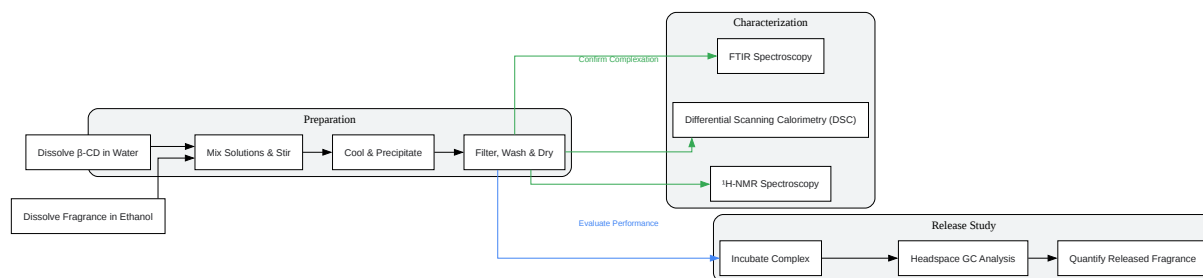 Characterization
FTIR Spectroscopy
Confirm Complexation
Differential Scanning Calorimetry (DSC)
Preparation
Dissolve β-CD in Water
Mix Solutions & Stir
Cool & Precipitate
Filter, Wash & Dry
¹H-NMR Spectroscopy
Dissolve Fragrance in Ethanol
Evaluate Performance
Release Study
Incubate Complex
Headspace GC Analysis
Quantify Released Fragrance